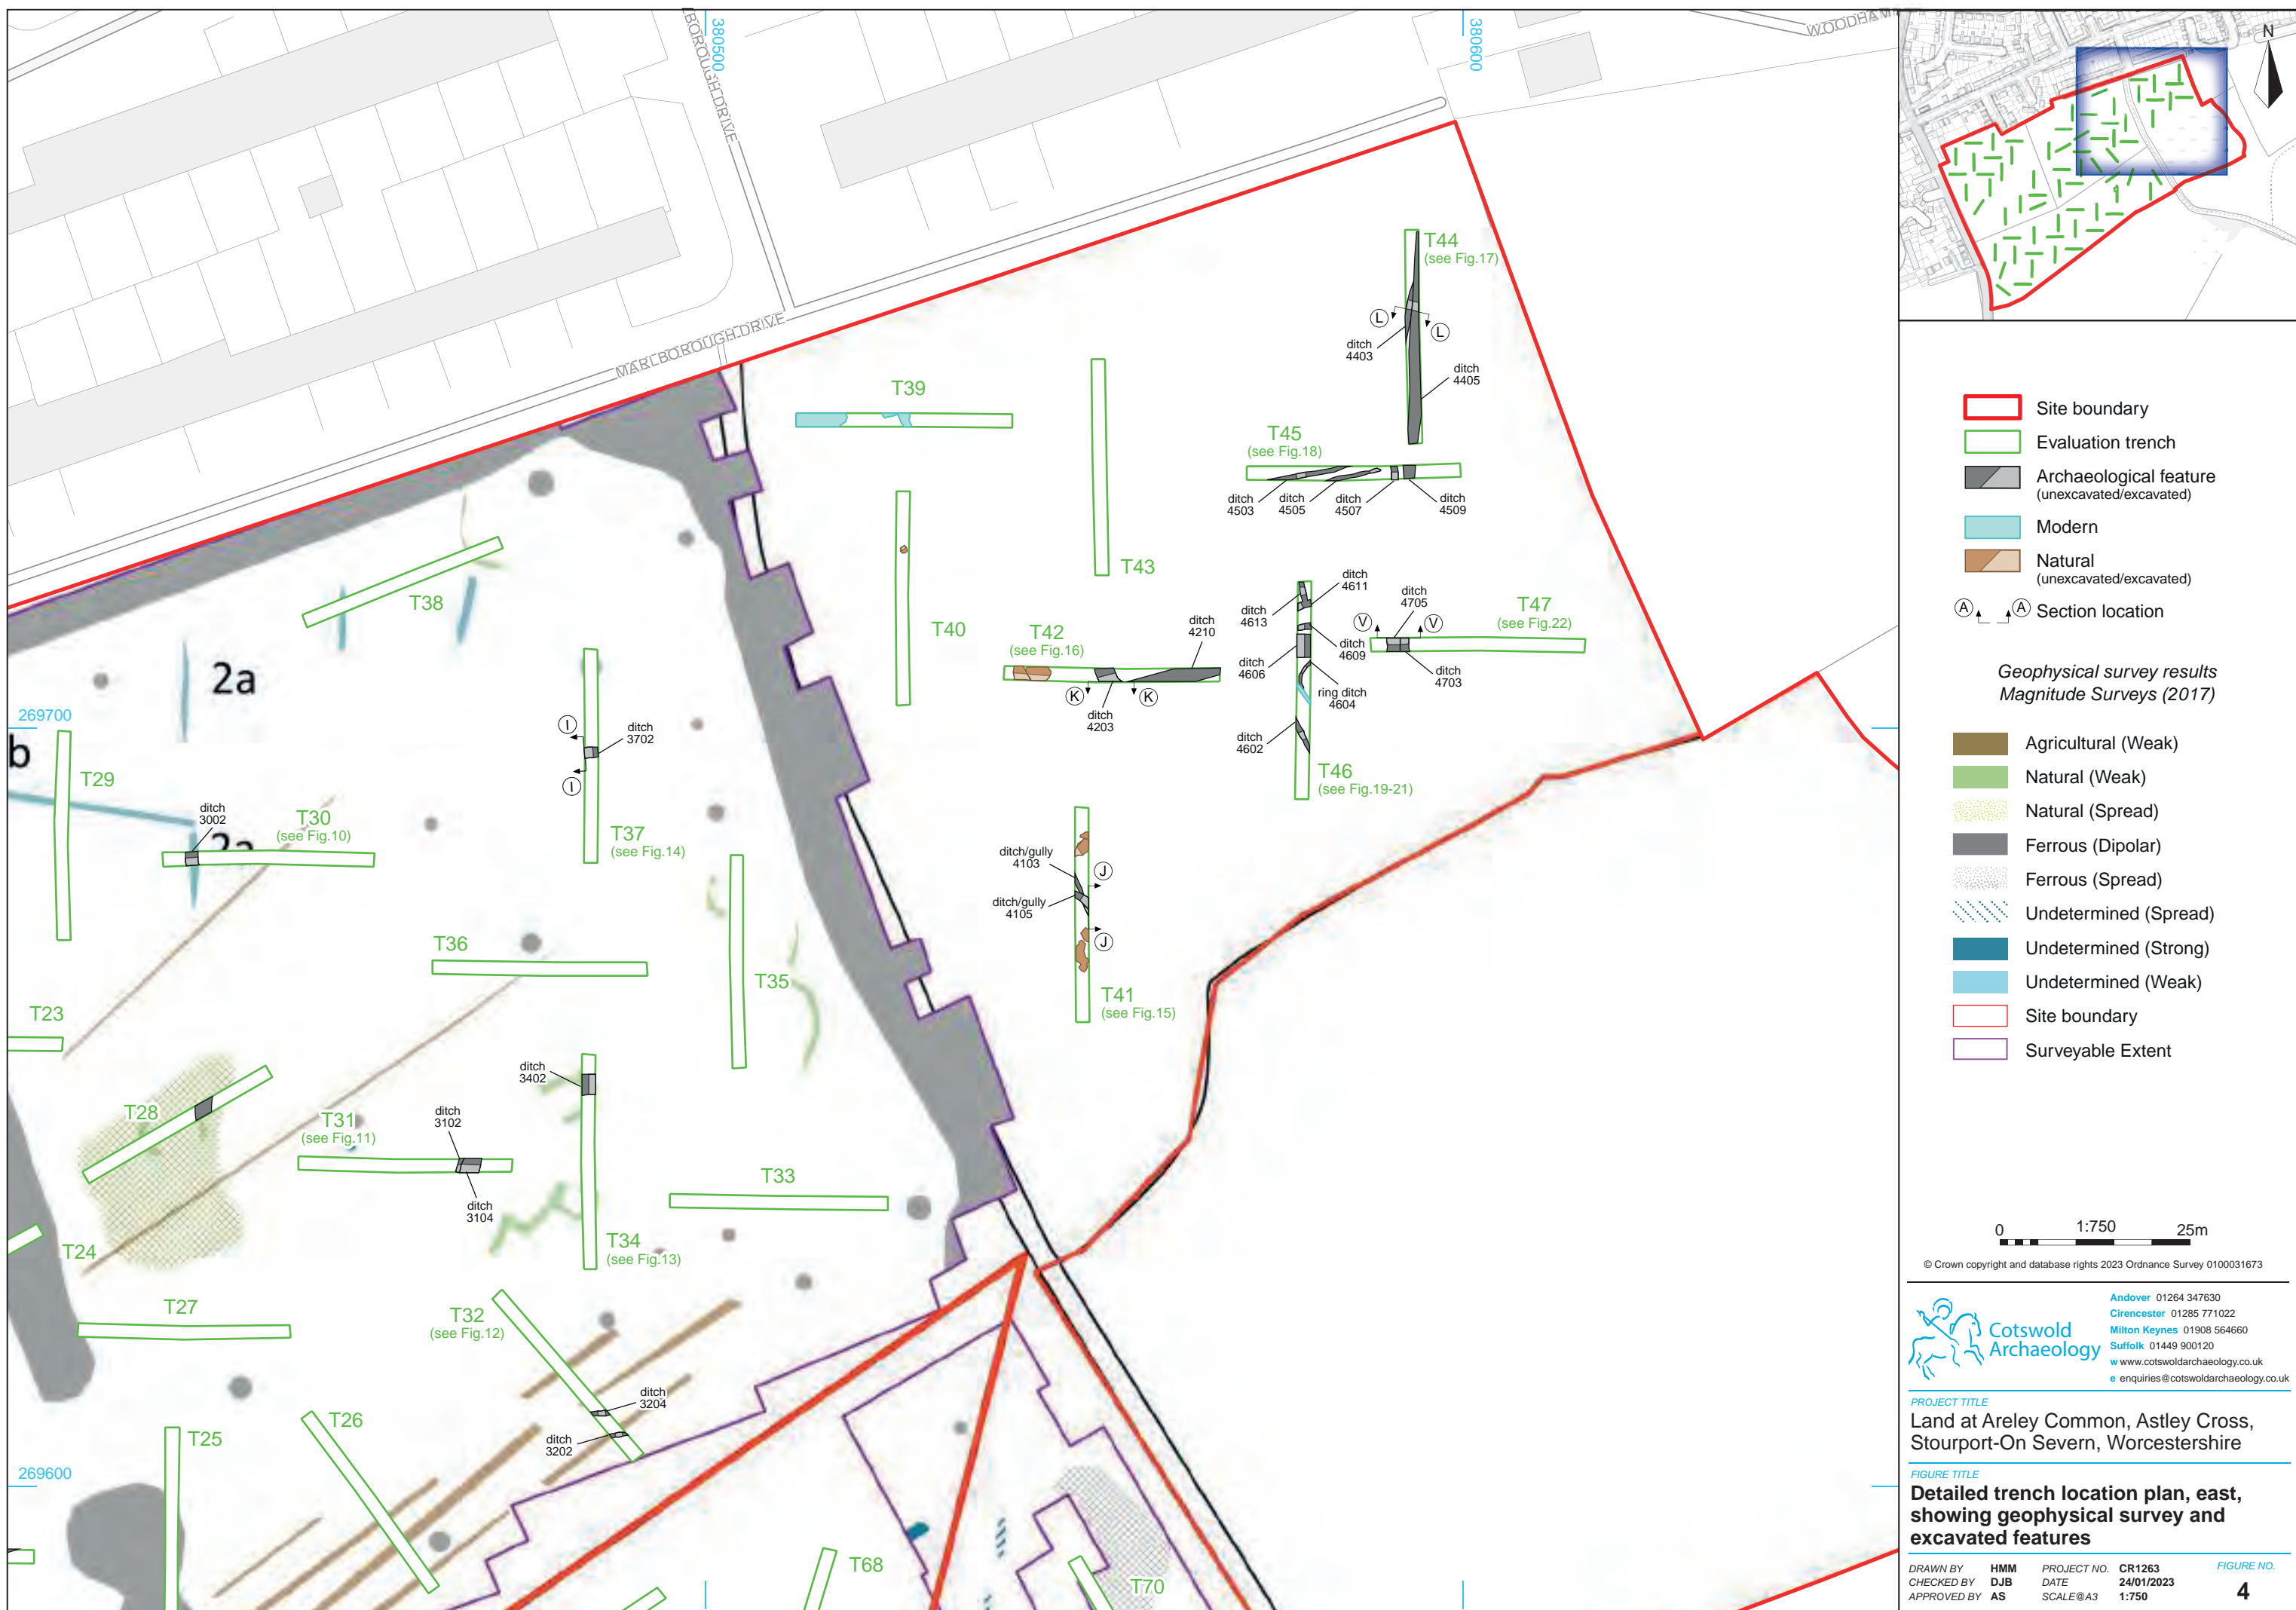 380500
380600
LBOROUGH DRIVE
WOODHAM
MARLBOROUGH DRIVE
T44
(see Fig.17)
L
L
ditch
4403
ditch
4405
T39
T45
(see Fig.18)
ditch
4503
ditch
4505
ditch
4507
ditch
4509
T43
T38
T40
T42
(see Fig.16)
ditch
4210
K
K
ditch
4203
ditch
4611
ditch
4613
ditch
4609
ditch
4606
ring ditch
4604
ditch
4602
T46
(see Fig.19-21)
ditch
4705
V
V
T47
(see Fig.22)
ditch
4703
2a
269700
b
T29
I
I
ditch
3702
T37
(see Fig.14)
ditch
3002
2a
T30
(see Fig.10)
ditch/gully
4103
ditch/gully
4105
J
J
T41
(see Fig.15)
T36
T35
T23
T28
T31
(see Fig.11)
ditch
3102
ditch
3104
ditch
3402
T34
(see Fig.13)
T33
T24
T27
T32
(see Fig.12)
ditch
3204
ditch
3202
T25
T26
269600
T68
T70
N
Site boundary
Evaluation trench
Archaeological feature
(unexcavated/excavated)
Modern
Natural
(unexcavated/excavated)
A A Section location
Geophysical survey results
Magnitude Surveys (2017)
Agricultural (Weak)
Natural (Weak)
Natural (Spread)
Ferrous (Dipolar)
Ferrous (Spread)
Undetermined (Spread)
Undetermined (Strong)
Undetermined (Weak)
Site boundary
Surveyable Extent
0 1:750 25m
© Crown copyright and database rights 2023 Ordnance Survey 0100031673
Cotswold
Archaeology
Andover 01264 347630
Cirencester 01285 771022
Milton Keynes 01908 564660
Suffolk 01449 900120
w www.cotswoldarchaeology.co.uk
e enquiries@cotswoldarchaeology.co.uk
PROJECT TITLE
Land at Areley Common, Astley Cross,
Stourport-On Severn, Worcestershire
FIGURE TITLE
Detailed trench location plan, east,
showing geophysical survey and
excavated features
DRAWN BY HMM PROJECT NO. CR1263 FIGURE NO.
CHECKED BY DJB DATE 24/01/2023 4
APPROVED BY AS SCALE@A3 1:750